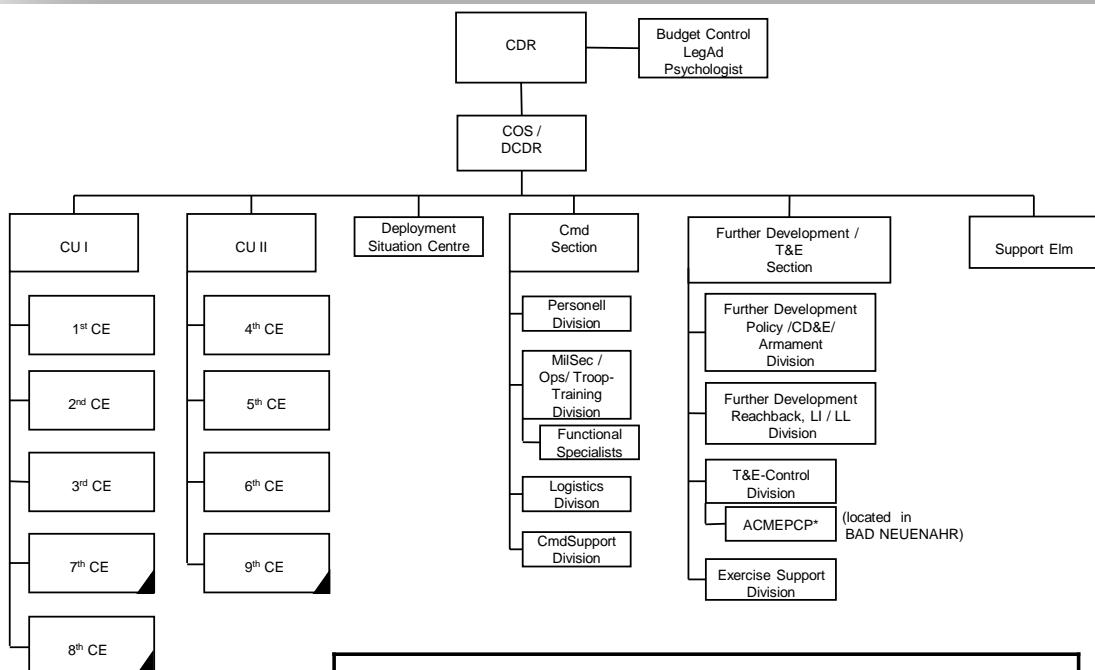 CDR
Budget Control
LegAd
Psychologist
COS /
DCDR
CU I
CU II
Deployment
Situation Centre
Cmd
Section
Further Development /
T&E
Section
Support Elm
1st CE
2nd CE
3rd CE
7th CE
8th CE
4th CE
5th CE
6th CE
9th CE
Personell
Division
MilSec /
Ops/ Troop-
Training
Division
Functional
Specialists
Logistics
Divison
CmdSupport
Division
Further Development
Policy /CD&E/
Armament
Division
Further Development
Reachback, LI / LL
Division
T&E-Control
Division
ACMEPCP*
(located in
BAD NEUENAHR)
Exercise Support
Division